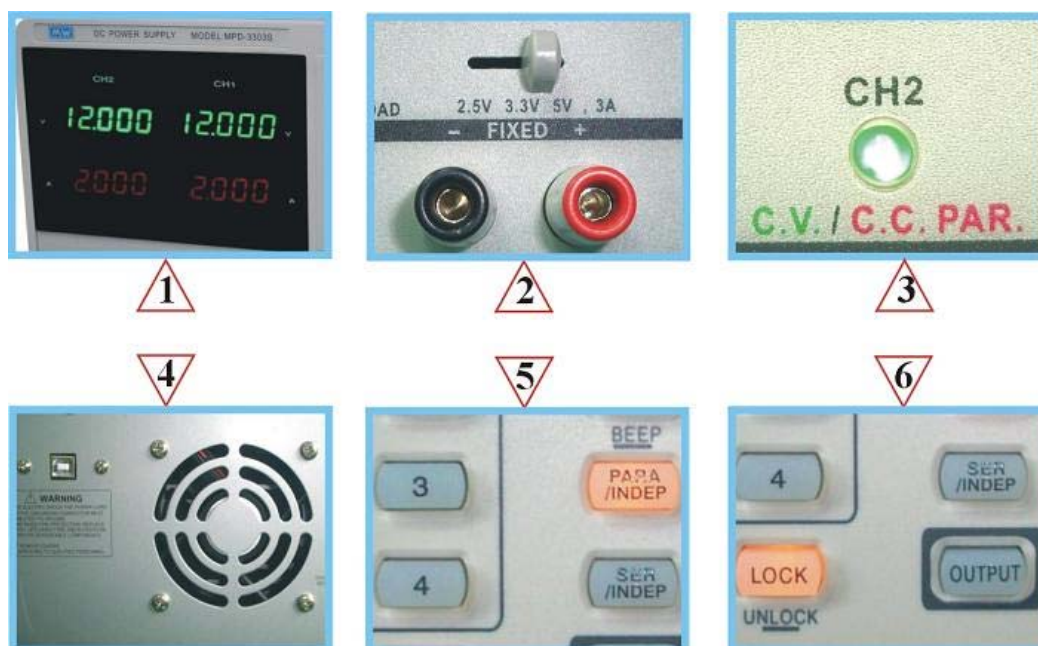 MCH DC POWER SUPPLY MODEL MPD-3303S
CH2 CH1
12.000 12.000 V
2.000 2.000 A
2.5V 3.3V 5V , 3A
- FIXED +
CH2
C.V. / C.C. PAR.
1
2
3
4
5
6
WARNING
3
BEEP
PARA
/INDEP
4
SER
/INDEP
4
SER
/INDEP
LOCK
OUTPUT
UNLOCK